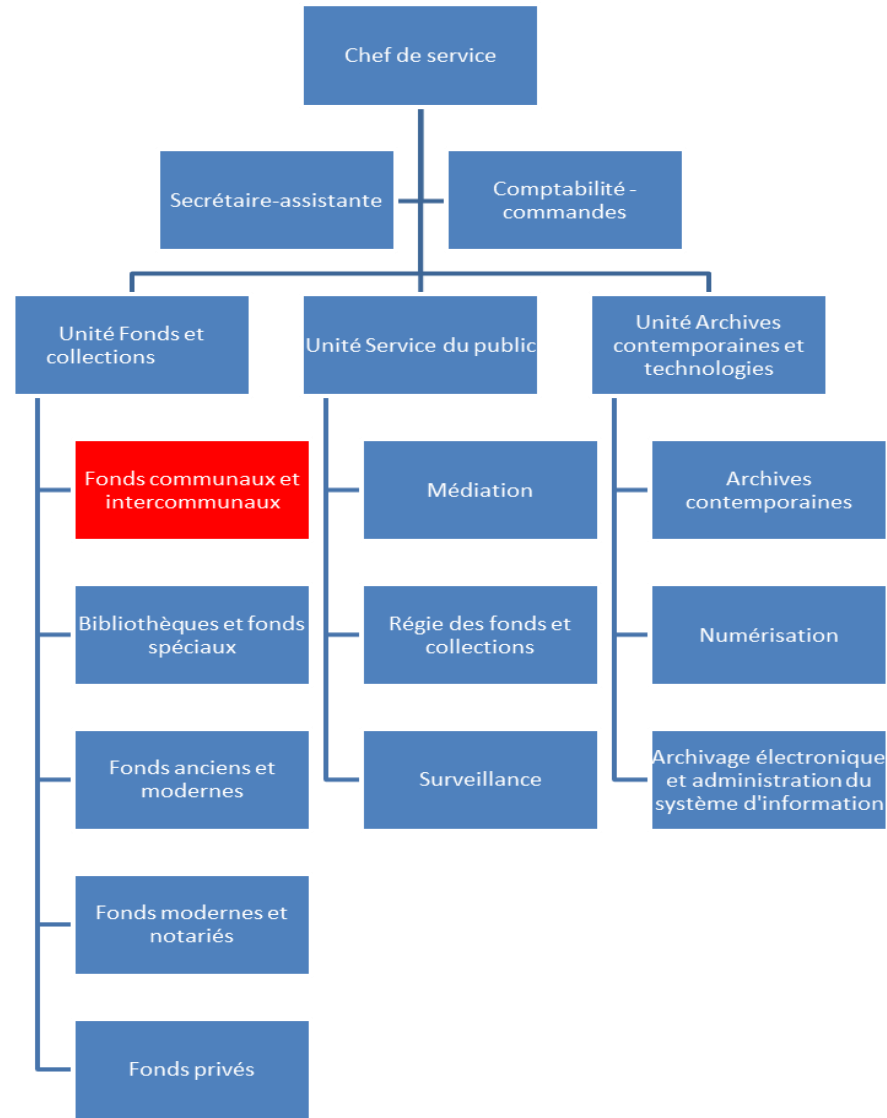 Chef de service
Secrétaire-assistante
Comptabilité -
commandes
Unité Fonds et
collections
Unité Service du public
Unité Archives
contemporaines et
technologies
Fonds communaux et
intercommunaux
Médiation
Archives
contemporaines
Bibliothèques et fonds
spéciaux
Régie des fonds et
collections
Numérisation
Fonds anciens et
modernes
Surveillance
Archivage électronique
et administration du
système d'information
Fonds modernes et
notariés
Fonds privés